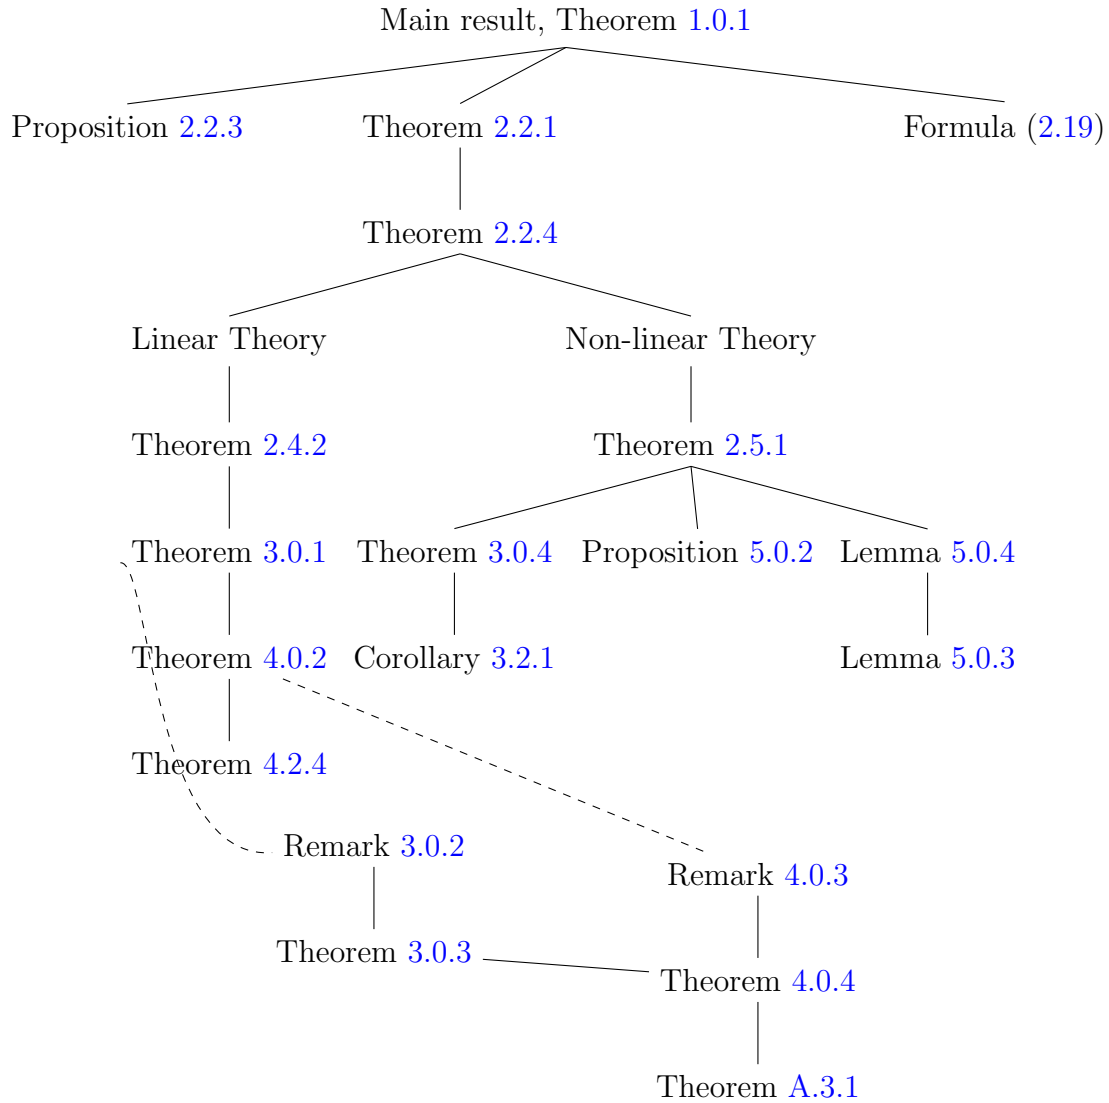 Main result, Theorem 1.0.1
Proposition 2.2.3
Theorem 2.2.1
Formula (2.19)
Theorem 2.2.4
Linear Theory
Non-linear Theory
Theorem 2.4.2
Theorem 2.5.1
Theorem 3.0.1
Theorem 3.0.4
Proposition 5.0.2
Lemma 5.0.4
Theorem 4.0.2
Corollary 3.2.1
Lemma 5.0.3
Theorem 4.2.4
Remark 3.0.2
Remark 4.0.3
Theorem 3.0.3
Theorem 4.0.4
Theorem A.3.1